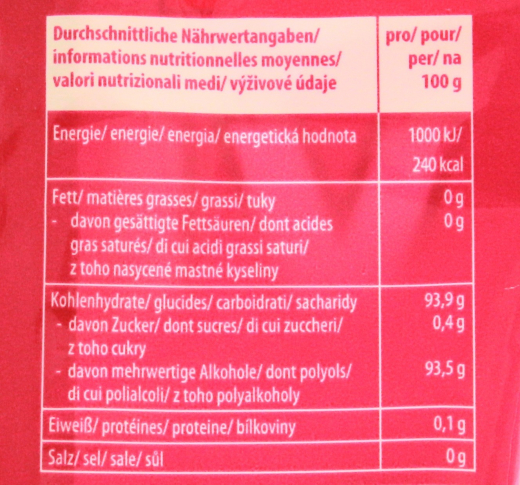 Durchschnittliche Nährwertangaben/ pro/ pour/
informations nutritionnelles moyennes/ per/ na
valori nutrizionali medi/ výživové údaje 100 g
Energie/ energie/ energia/ energetická hodnota 1000 kJ/
240 kcal
Fett/ matières grasses/ grassi/ tuky 0 g
- davon gesättigte Fettsäuren/ dont acides 0 g
gras saturés/ di cui acidi grassi saturi/
z toho nasycené mastné kyseliny
Kohlenhydrate/ glucides/ carboidrati/ sacharidy 93,9 g
- davon Zucker/ dont sucres/ di cui zuccheri/ 0,4 g
z toho cukry
- davon mehrwertige Alkohole/ dont polyols/ 93,5 g
di cui polialcoli/ z toho polyalkoholy
Eiweiß/ protéines/ proteine/ bílkoviny 0,1 g
Salz/ sel/ sale/ sůl 0 g